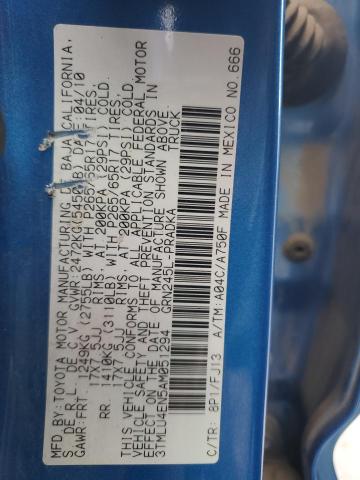 MFD.BY:TOYOTA MOTOR MANUFACTURING DE BAJA CALIFORNIA,
S. DE R.L. DE C.V. GVWR:2472KG(5450LB) DATE:04/10
GAWR:FRT. 1249KG(2755LB) WITH P265/65R17 TIRES.
17X7.5JJ RIMS. AT 200KPA (29PSI) COLD.
RR. 1410KG (3110LB) WITH P265/65R17 TIRES.
17X7.5JJ RIMS. AT 200KPA (29PSI) COLD.
THIS VEHICLE CONFORMS TO ALL APPLICABLE FEDERAL MOTOR
VEHICLE SAFETY AND THEFT PREVENTION STANDARDS IN
EFFECT ON THE DATE OF MANUFACTURE SHOWN ABOVE.
3TMLU4EN5AM051294 TRUCK
GRN245L-PRADKA
C/TR: 8P1/FJ13 A/TM:A04C/A750F MADE IN MEXICO NO.666